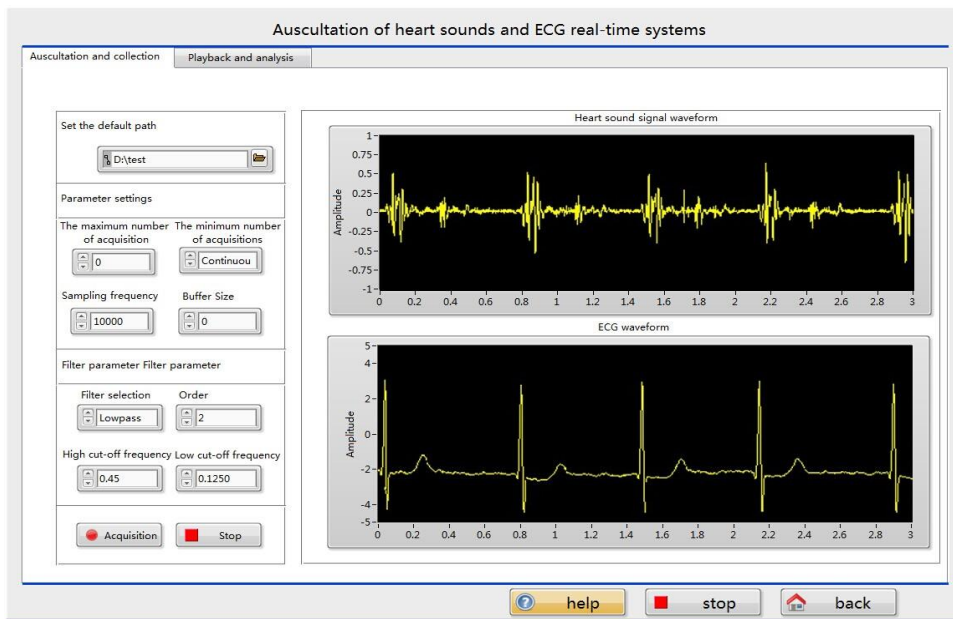 Auscultation of heart sounds and ECG real-time systems
Auscultation and collection
Playback and analysis
Set the default path
D:\test
Parameter settings
The maximum number
of acquisition
The minimum number
of acquisitions
0
Continuou
Sampling frequency
Buffer Size
10000
0
Filter parameter Filter parameter
Filter selection
Order
Lowpass
2
High cut-off frequency
Low cut-off frequency
0.45
0.1250
Acquisition
Stop
Heart sound signal waveform
Amplitude
1
0.75
0.5
0.25
0
-0.25
-0.5
-0.75
-1
0 0.2 0.4 0.6 0.8 1 1.2 1.4 1.6 1.8 2 2.2 2.4 2.6 2.8 3
ECG waveform
Amplitude
5
4
2
0
-2
-4
-5
0 0.2 0.4 0.6 0.8 1 1.2 1.4 1.6 1.8 2 2.2 2.4 2.6 2.8 3
help
stop
back